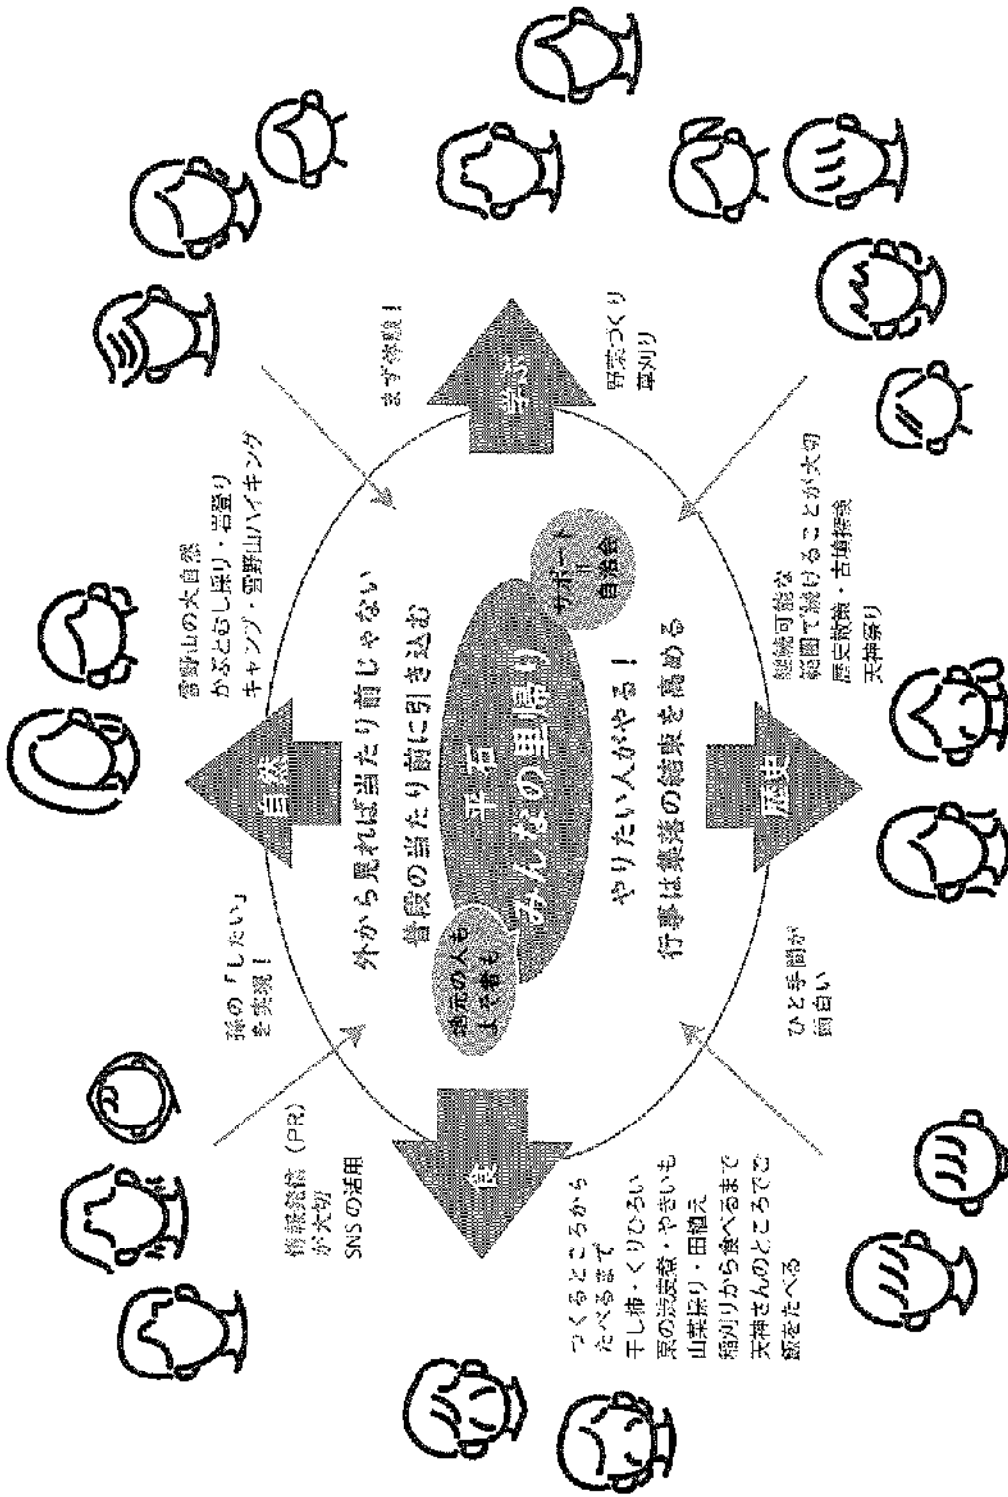 自然
雪野山の大自然
かぶとむし採り・岩登り
キャンプ・雪野山ハイキング
孫の「したい」
を実現！
まず体験！
情報発信（PR）
が大切
SNSの活用
外から見れば当たり前じゃない
普段の当たり前に引き込む
地元の人も
よそ者も
平石
みんなの里帰り
サポート
＝
自治会
食
学ぶ
やりたい人がやる！
行事は集落の結束を高める
つくるところから
たべるまで
干し柿・くりひろい
栗の渋皮煮・やきいも
山菜採り・田植え
稲刈りから食べるまで
天神さんのところでご
飯をたべる
野菜づくり
草刈り
歴史
ひと手間が
面白い
継続可能な
範囲で続けることが大切
歴史散策・古墳探検
天神祭り